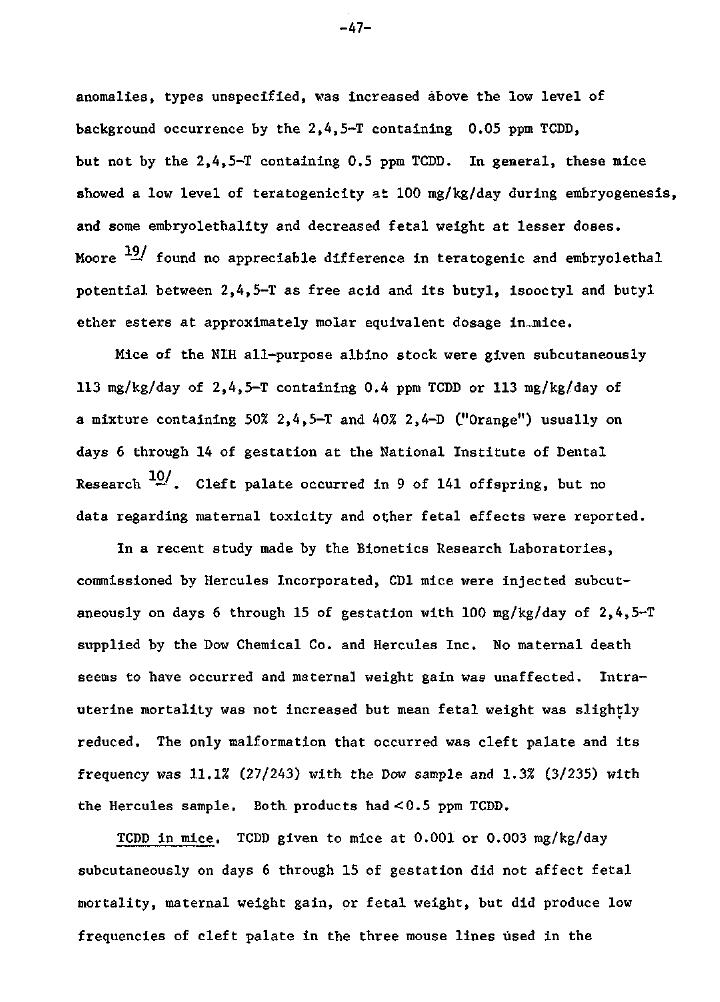 -47-
anomalies, types unspecified, was increased above the low level of
background occurrence by the 2,4,5-T containing 0.05 ppm TCDD,
but not by the 2,4,5-T containing 0.5 ppm TCDD. In general, these mice
showed a low level of teratogenicity at 100 mg/kg/day during embryogenesis,
and some embryolethality and decreased fetal weight at lesser doses.
Moore 19/ found no appreciable difference in teratogenic and embryolethal
potential between 2,4,5-T as free acid and its butyl, isooctyl and butyl
ether esters at approximately molar equivalent dosage in mice.
Mice of the NIH all-purpose albino stock were given subcutaneously
113 mg/kg/day of 2,4,5-T containing 0.4 ppm TCDD or 113 mg/kg/day of
a mixture containing 50% 2,4,5-T and 40% 2,4-D ("Orange") usually on
days 6 through 14 of gestation at the National Institute of Dental
Research 10/. Cleft palate occurred in 9 of 141 offspring, but no
data regarding maternal toxicity and other fetal effects were reported.
In a recent study made by the Bionetics Research Laboratories,
commissioned by Hercules Incorporated, CD1 mice were injected subcut-
aneously on days 6 through 15 of gestation with 100 mg/kg/day of 2,4,5-T
supplied by the Dow Chemical Co. and Hercules Inc. No maternal death
seems to have occurred and maternal weight gain was unaffected. Intra-
uterine mortality was not increased but mean fetal weight was slightly
reduced. The only malformation that occurred was cleft palate and its
frequency was 11.1% (27/243) with the Dow sample and 1.3% (3/235) with
the Hercules sample. Both products had <0.5 ppm TCDD.
TCDD in mice. TCDD given to mice at 0.001 or 0.003 mg/kg/day
subcutaneously on days 6 through 15 of gestation did not affect fetal
mortality, maternal weight gain, or fetal weight, but did produce low
frequencies of cleft palate in the three mouse lines used in the